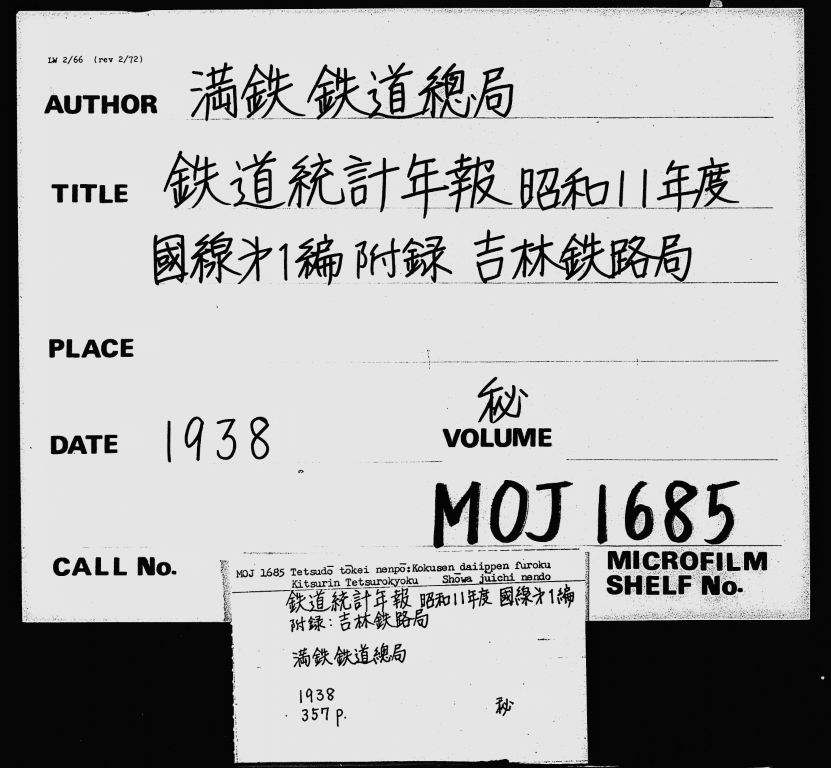 LW 2/66 (rev 2/72)
AUTHOR 満鉄 鉄道總局
TITLE 鉄道統計年報 昭和11年度
國線才1編 附録 吉林鉄路局
PLACE
秘
DATE 1938 VOLUME
MOJ 1685
CALL No. MICROFILM
SHELF No.
MOJ 1685 Tetsudō tōkei nenpō:Kokusen daiippen furoku
Kitsurin Tetsurokyoku Shōwa juichi nendo
鉄道統計年報 昭和11年度 國線才1編
附録:吉林鉄路局
満鉄鉄道總局
1938
357 p. 秘